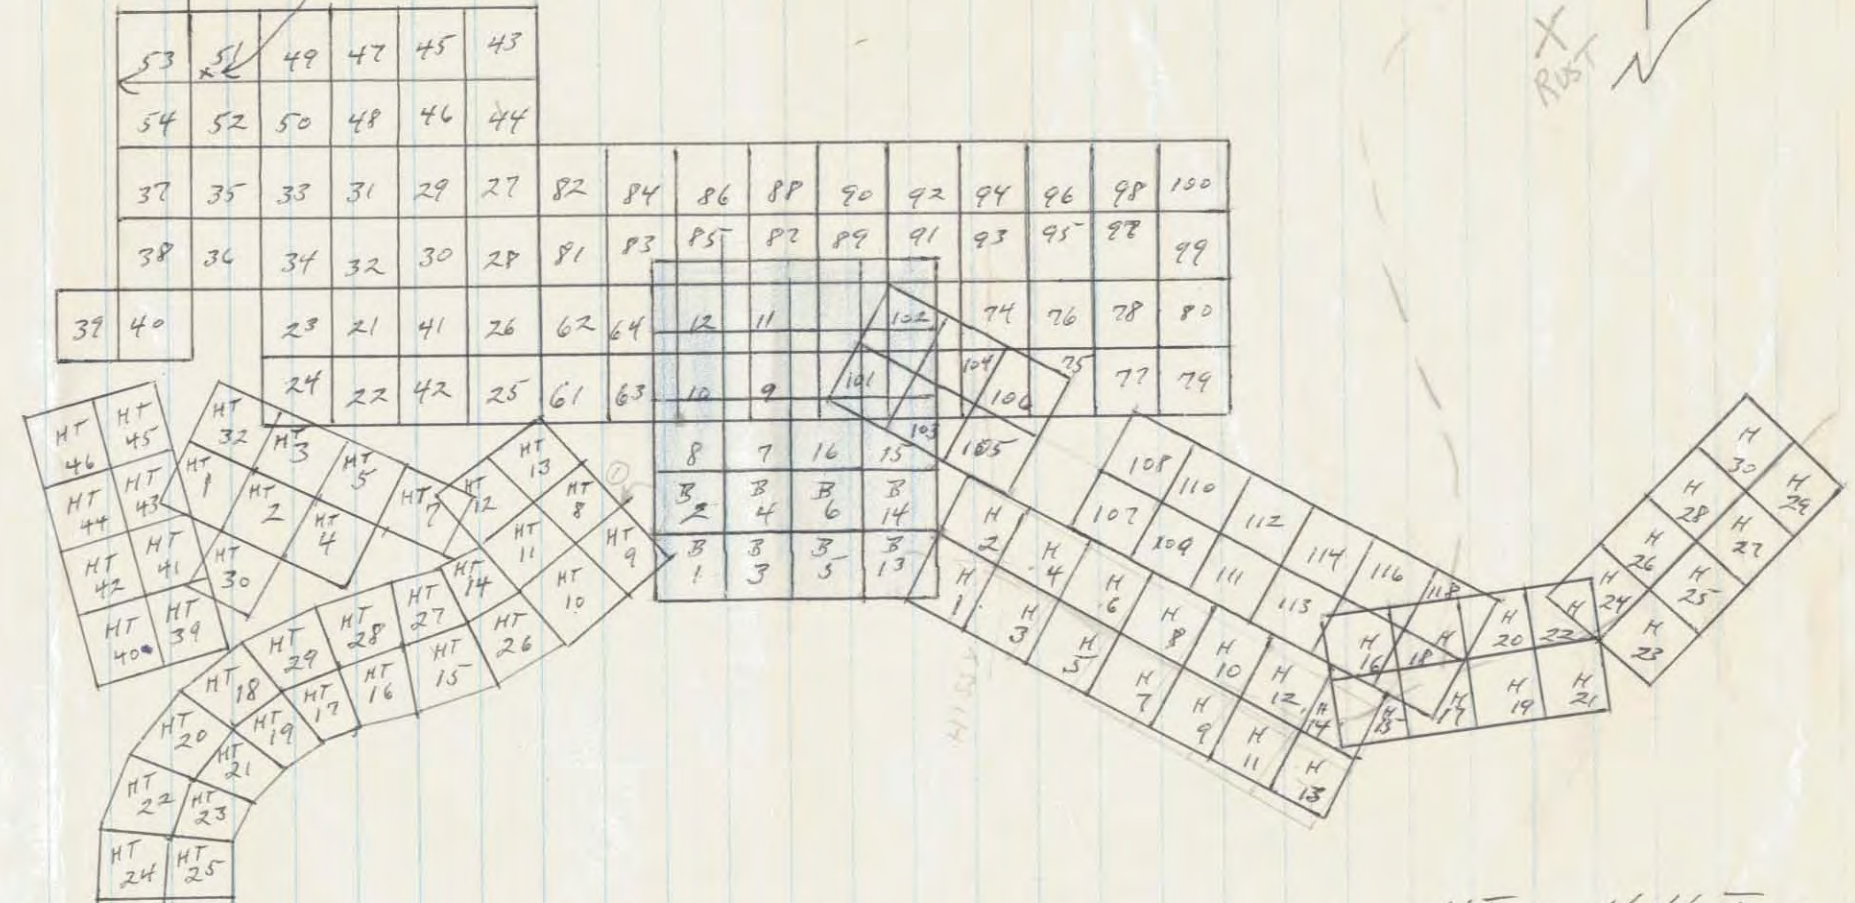 53 51 49 47 45 43
54 52 50 48 46 44
37 35 33 31 29 27 82 84 86 88 90 92 94 96 98 100
38 36 34 32 30 28 81 83 85 87 89 91 93 95 97 99
39 40 23 21 41 26 62 64 12 11 102 74 76 78 80
24 22 42 25 61 63 10 9 101 104 106 75 77 79
8 7 16 15 103 105
B 2 B 4 B 6 B 14
B 1 B 3 B 5 B 13
X
RUST
HT 46 HT 45
HT 44 HT 43
HT 42 HT 41
HT 40 HT 39
HT 32 HT 3 HT 5 HT 7
HT 1 HT 2 HT 4
HT 30
HT 12 HT 13
HT 11 HT 8
HT 10 HT 9
1
HT 18 HT 29 HT 28 HT 27 HT 14
HT 19 HT 17 HT 16 HT 15 HT 26
HT 20 HT 21
HT 22 HT 23
HT 24 HT 25
108 110 112 114 116 118
107 109 111 113
H 2 H 4 H 6 H 8 H 10 H 12 H 14
H 1 H 3 H 5 H 7 H 9 H 11 H 13
H 16 H 18 H 20 H 22
H 15 H 17 H 19 H 21
H 30 H 29
H 28 H 27
H 26 H 25
H 24 H 23